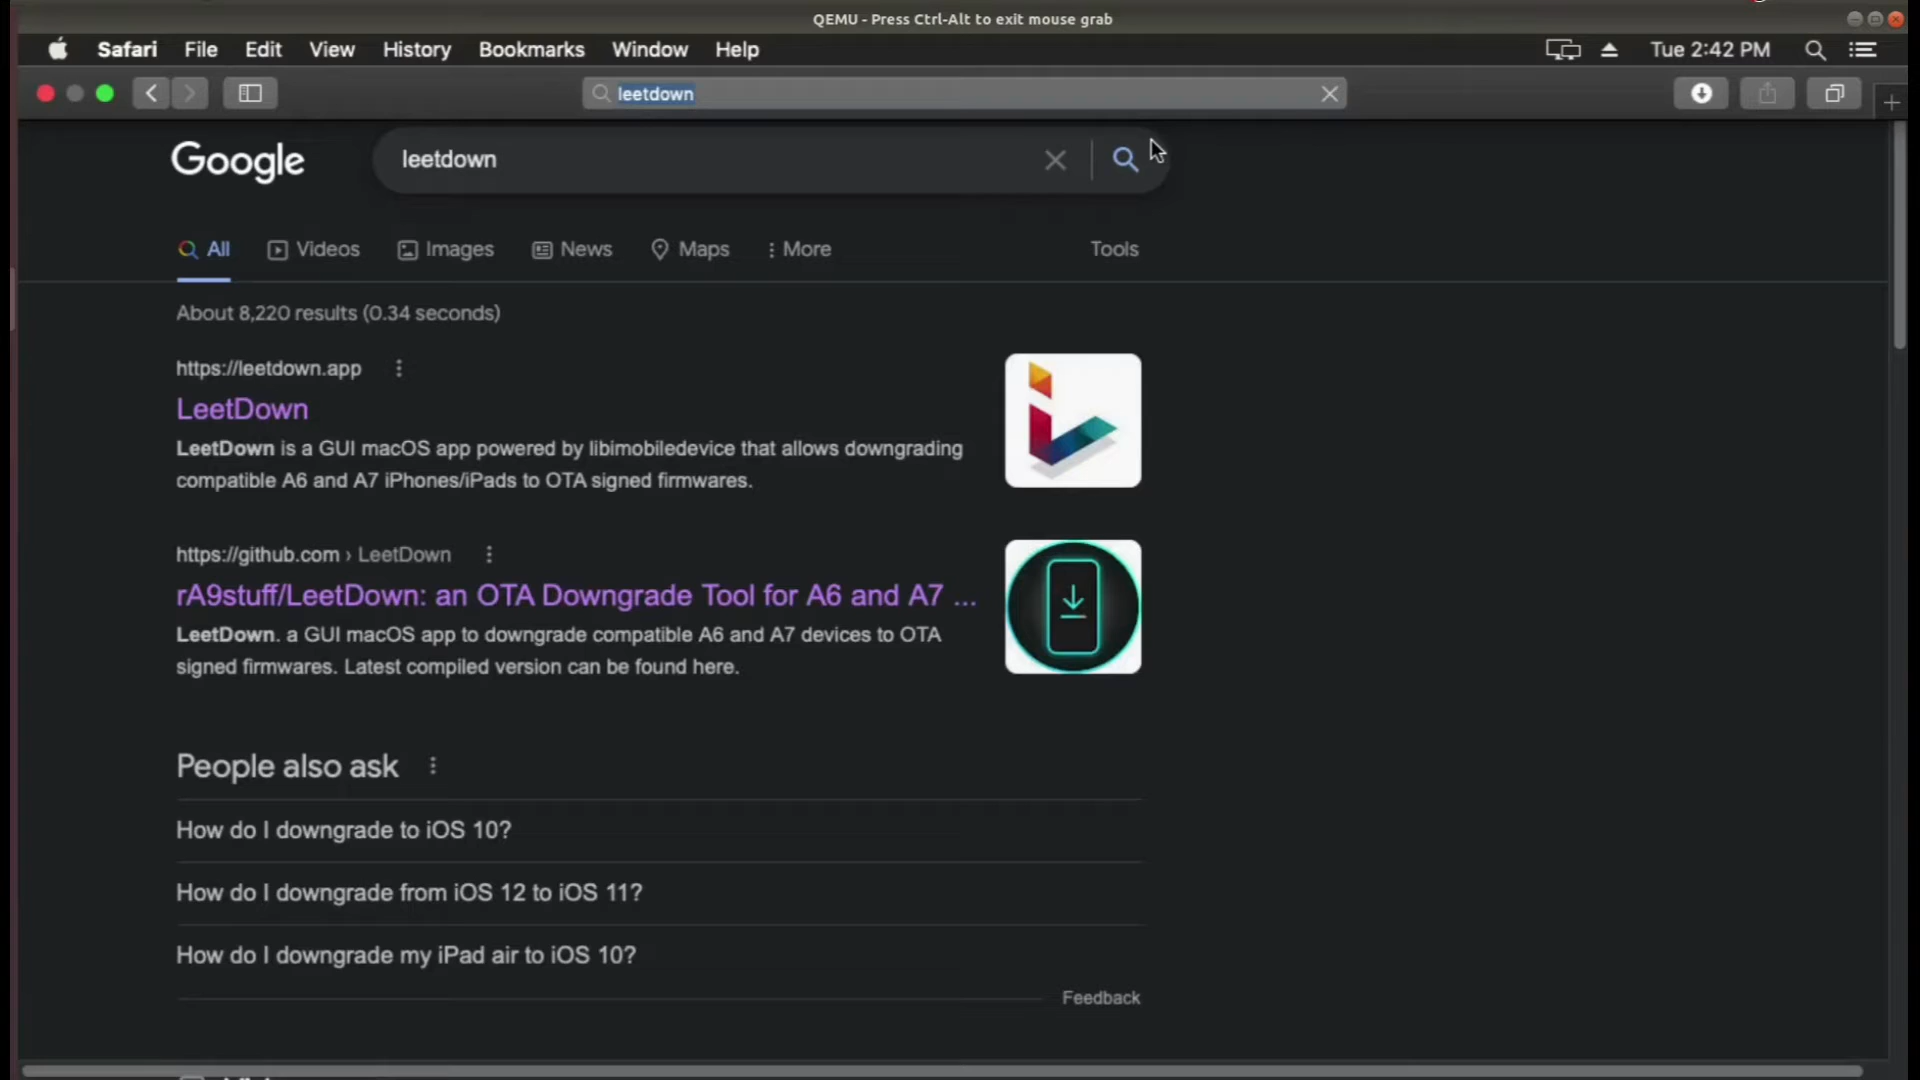 QEMU - Press Ctrl-Alt to exit mouse grab
Safari File Edit View History Bookmarks Window Help Tue 2:42 PM
leetdown
Google leetdown
All Videos Images News Maps More Tools
About 8,220 results (0.34 seconds)
https://leetdown.app
LeetDown
LeetDown is a GUI macOS app powered by libimobiledevice that allows downgrading
compatible A6 and A7 iPhones/iPads to OTA signed firmwares.
https://github.com › LeetDown
rA9stuff/LeetDown: an OTA Downgrade Tool for A6 and A7 ...
LeetDown. a GUI macOS app to downgrade compatible A6 and A7 devices to OTA
signed firmwares. Latest compiled version can be found here.
People also ask
How do I downgrade to iOS 10?
How do I downgrade from iOS 12 to iOS 11?
How do I downgrade my iPad air to iOS 10?
Feedback